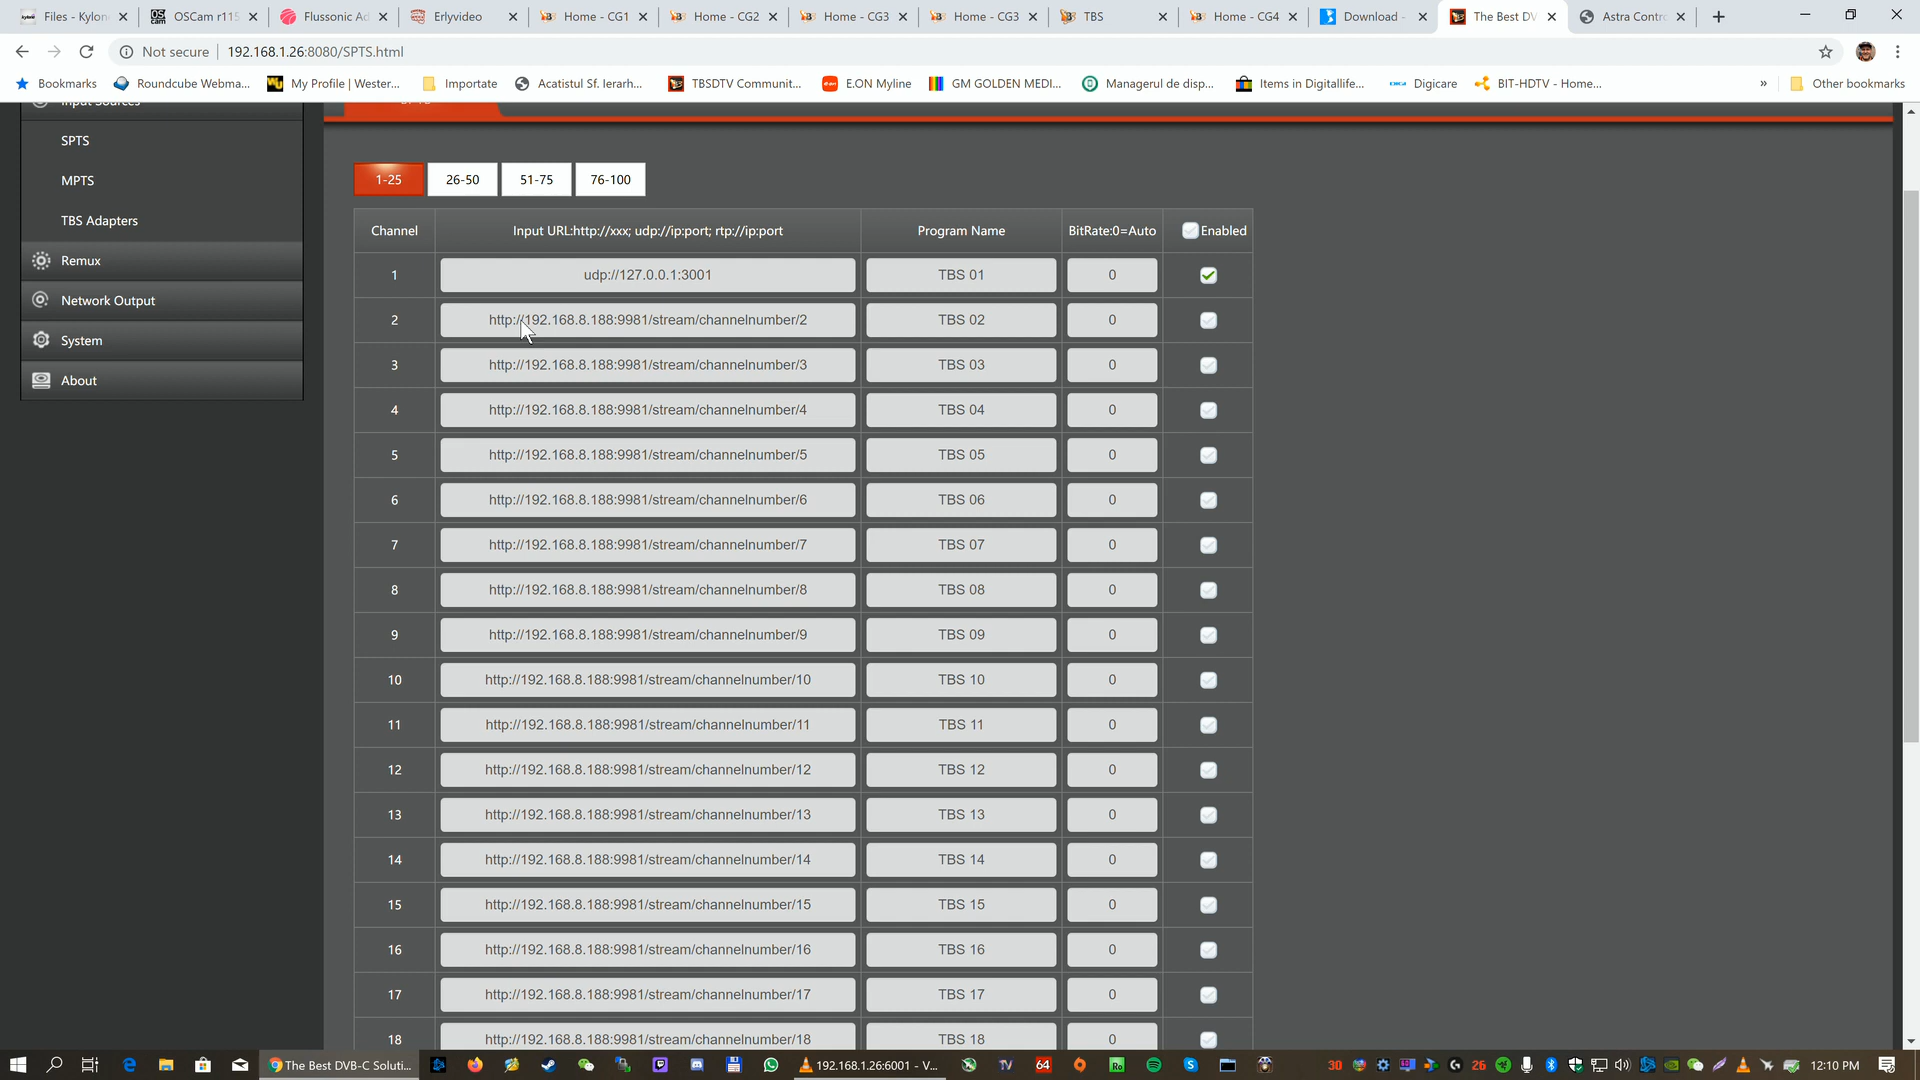 Files - Kylon
OSCam r115
Flussonic Ad
Erlyvideo
Home - CG1
Home - CG2
Home - CG3
Home - CG3
TBS
Home - CG4
Download -
The Best DV
Astra Contro
Not secure
192.168.1.26:8080/SPTS.html
Bookmarks
Roundcube Webma...
My Profile | Wester...
Importate
Acatistul Sf. Ierarh...
TBSDTV Communit...
E.ON Myline
GM GOLDEN MEDI...
Managerul de disp...
Items in Digitallife...
Digicare
BIT-HDTV - Home...
»
Other bookmarks
Input Sources
SPTS
MPTS
TBS Adapters
Remux
Network Output
System
About
1-25 26-50 51-75 76-100
Channel Input URL:http://xxx; udp://ip:port; rtp://ip:port Program Name BitRate:0=Auto Enabled
1 udp://127.0.0.1:3001 TBS 01 0
2 http://192.168.8.188:9981/stream/channelnumber/2 TBS 02 0
3 http://192.168.8.188:9981/stream/channelnumber/3 TBS 03 0
4 http://192.168.8.188:9981/stream/channelnumber/4 TBS 04 0
5 http://192.168.8.188:9981/stream/channelnumber/5 TBS 05 0
6 http://192.168.8.188:9981/stream/channelnumber/6 TBS 06 0
7 http://192.168.8.188:9981/stream/channelnumber/7 TBS 07 0
8 http://192.168.8.188:9981/stream/channelnumber/8 TBS 08 0
9 http://192.168.8.188:9981/stream/channelnumber/9 TBS 09 0
10 http://192.168.8.188:9981/stream/channelnumber/10 TBS 10 0
11 http://192.168.8.188:9981/stream/channelnumber/11 TBS 11 0
12 http://192.168.8.188:9981/stream/channelnumber/12 TBS 12 0
13 http://192.168.8.188:9981/stream/channelnumber/13 TBS 13 0
14 http://192.168.8.188:9981/stream/channelnumber/14 TBS 14 0
15 http://192.168.8.188:9981/stream/channelnumber/15 TBS 15 0
16 http://192.168.8.188:9981/stream/channelnumber/16 TBS 16 0
17 http://192.168.8.188:9981/stream/channelnumber/17 TBS 17 0
18 http://192.168.8.188:9981/stream/channelnumber/18 TBS 18 0
The Best DVB-C Soluti...
192.168.1.26:6001 - V...
TV
64
Ro
30
26
12:10 PM